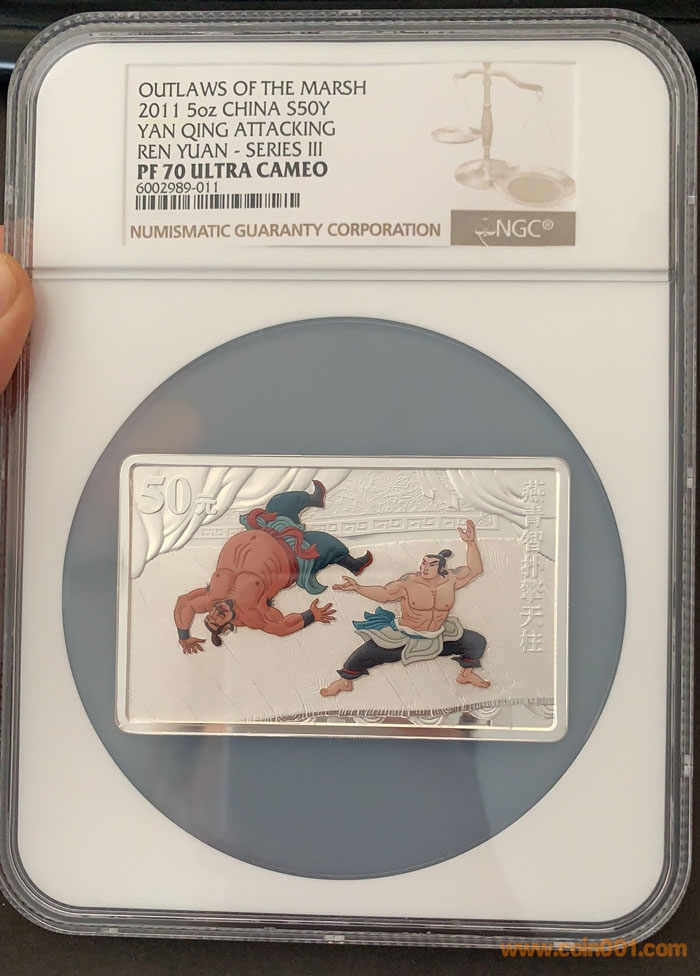 OUTLAWS OF THE MARSH
2011 5oz CHINA S50Y
YAN QING ATTACKING
REN YUAN - SERIES III
PF 70 ULTRA CAMEO
6002989-011
NUMISMATIC GUARANTY CORPORATION
NGC®
50元
燕青智扑擎天柱
www.coin001.com